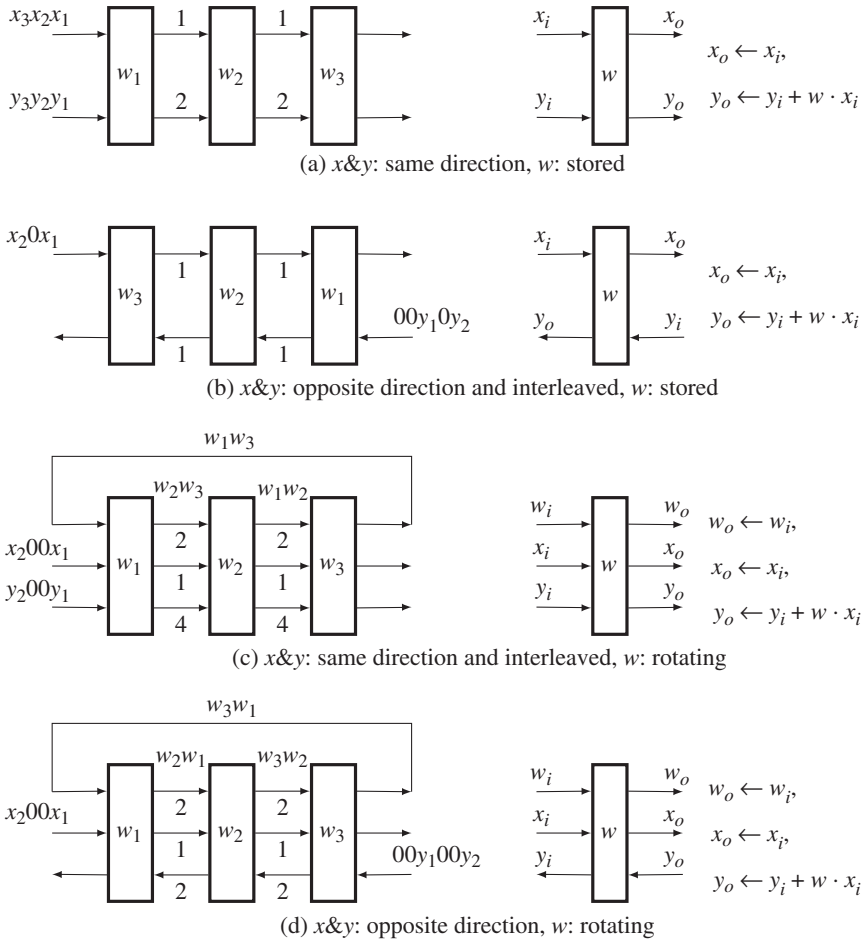 x₃x₂x₁ 1 1 xᵢ xₒ
xₒ ← xᵢ,
w₁ w₂ w₃ w
y₃y₂y₁ 2 2 yᵢ yₒ yₒ ← yᵢ + w · xᵢ
(a) x&y: same direction, w: stored
x₂0x₁ xᵢ xₒ
1 1 xₒ ← xᵢ,
w₃ w₂ w₁ w
00y₁0y₂ yₒ yᵢ yₒ ← yᵢ + w · xᵢ
1 1
(b) x&y: opposite direction and interleaved, w: stored
w₁w₃
w₂w₃ w₁w₂ wᵢ wₒ wₒ ← wᵢ,
2 2
x₂00x₁ xᵢ xₒ
w₁ w₂ w₃ w xₒ ← xᵢ,
1 1
y₂00y₁ yᵢ yₒ
4 4 yₒ ← yᵢ + w · xᵢ
(c) x&y: same direction and interleaved, w: rotating
w₃w₁
w₂w₁ w₃w₂ wᵢ wₒ wₒ ← wᵢ,
2 2
x₂00x₁ xᵢ xₒ
w₁ w₂ w₃ w xₒ ← xᵢ,
1 1
00y₁00y₂ yᵢ yₒ
2 2 yₒ ← yᵢ + w · xᵢ
(d) x&y: opposite direction, w: rotating